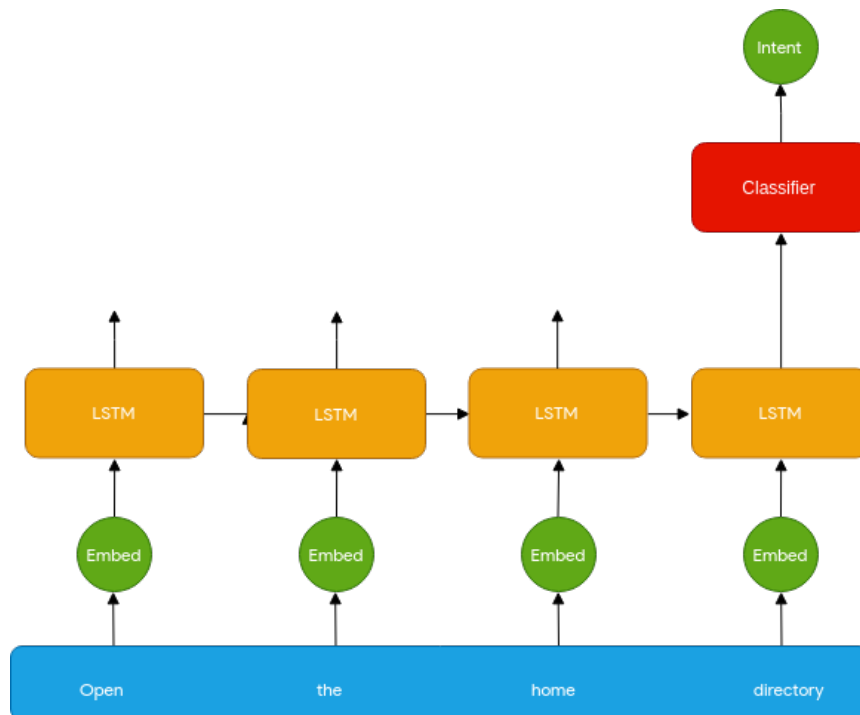 Intent
Classifier
LSTM LSTM LSTM LSTM
Embed Embed Embed Embed
Open the home directory